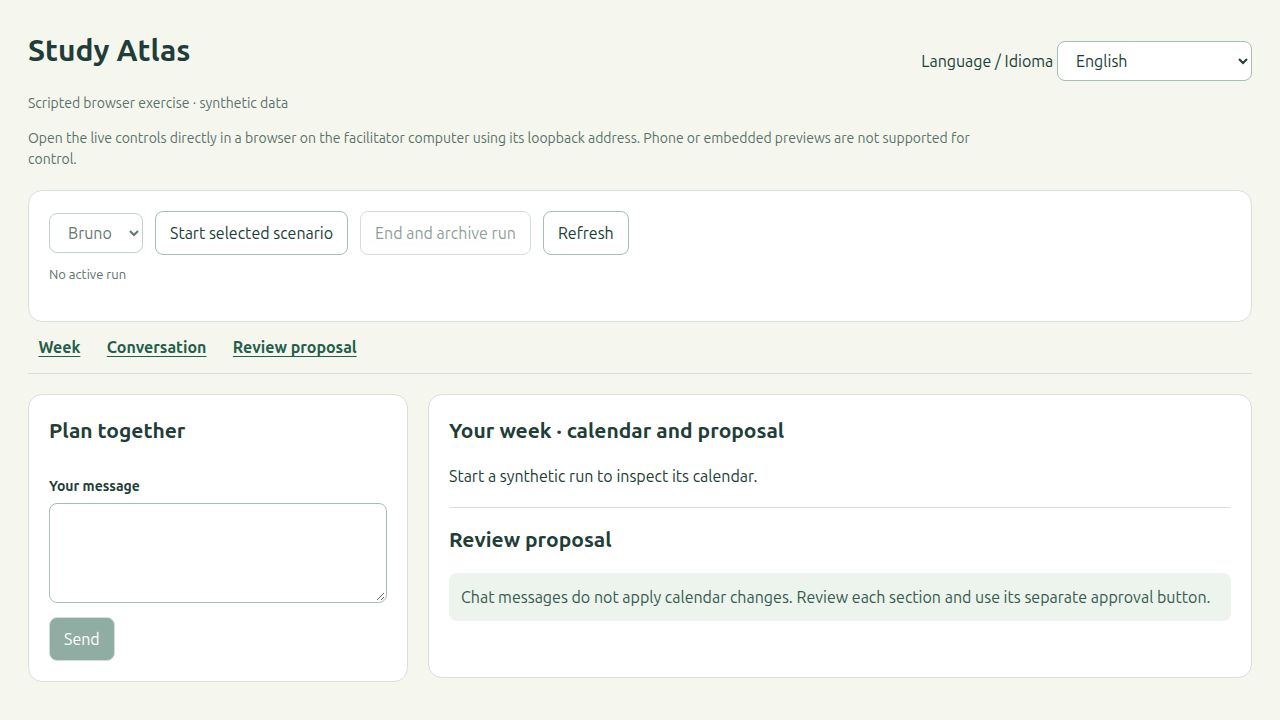 Study Atlas
Language / Idioma
English
Scripted browser exercise · synthetic data
Open the live controls directly in a browser on the facilitator computer using its loopback address. Phone or embedded previews are not supported for
control.
Bruno
Start selected scenario
End and archive run
Refresh
No active run
Week
Conversation
Review proposal
Plan together
Your message
Send
Your week · calendar and proposal
Start a synthetic run to inspect its calendar.
Review proposal
Chat messages do not apply calendar changes. Review each section and use its separate approval button.